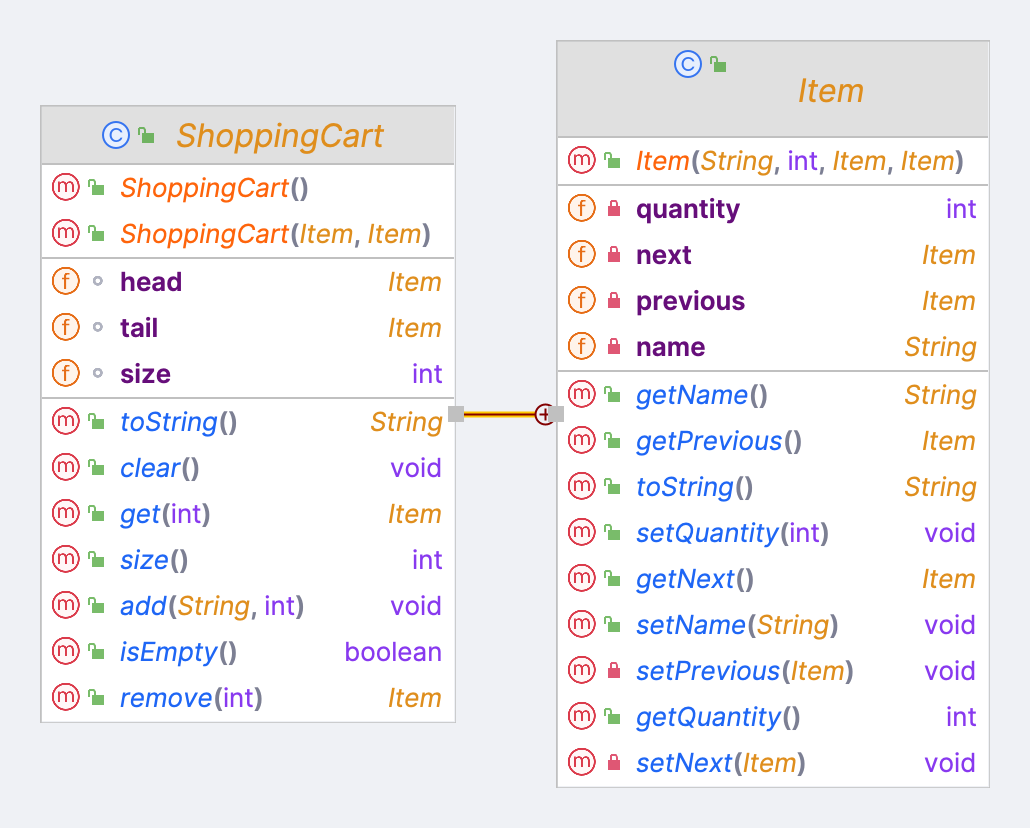 ShoppingCart
ShoppingCart()
ShoppingCart(Item, Item)
head Item
tail Item
size int
toString() String
clear() void
get(int) Item
size() int
add(String, int) void
isEmpty() boolean
remove(int) Item
Item
Item(String, int, Item, Item)
quantity int
next Item
previous Item
name String
getName() String
getPrevious() Item
toString() String
setQuantity(int) void
getNext() Item
setName(String) void
setPrevious(Item) void
getQuantity() int
setNext(Item) void